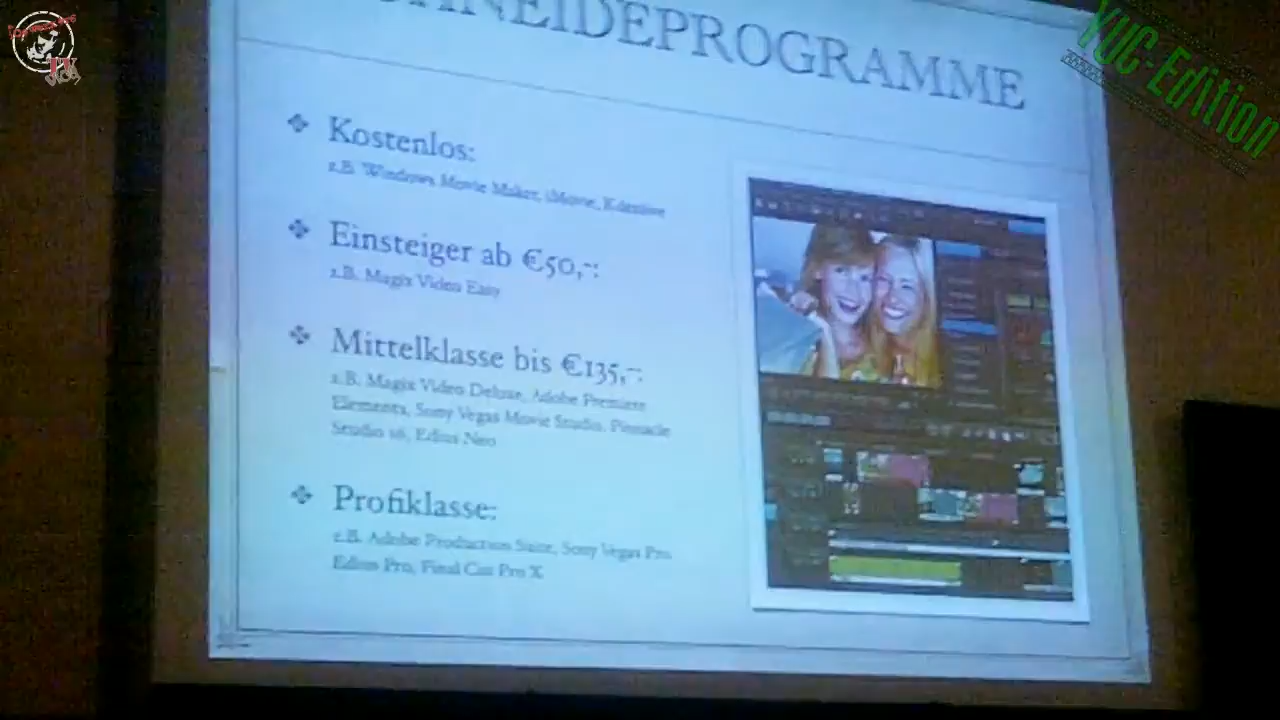 HNEIDEPROGRAMME
YUC-Edition
Kostenlos:
z.B. Windows Movie Maker, iMovie, Kdenlive
Einsteiger ab €50,-:
z.B. Magix Video Easy
Mittelklasse bis €135,-:
z.B. Magix Video Deluxe, Adobe Premiere
Elements, Sony Vegas Movie Studio, Pinnacle
Studio 16, Edius Neo
Profiklasse:
z.B. Adobe Production Suite, Sony Vegas Pro
Edius Pro, Final Cut Pro X